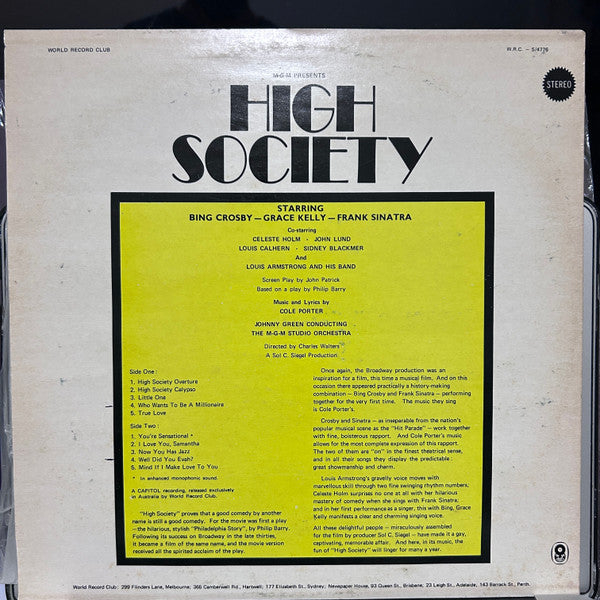 WORLD RECORD CLUB
W.R.C. – S/4776
M-G-M PRESENTS
HIGH
SOCIETY
STEREO
STARRING
BING CROSBY — GRACE KELLY — FRANK SINATRA
Co-starring
CELESTE HOLM · JOHN LUND
LOUIS CALHERN · SIDNEY BLACKMER
And
LOUIS ARMSTRONG AND HIS BAND
Screen Play by John Patrick
Based on a play by Philip Barry
Music and Lyrics by
COLE PORTER
JOHNNY GREEN CONDUCTING
THE M-G-M STUDIO ORCHESTRA
Directed by Charles Walters
A Sol C. Siegel Production
Side One:
1. High Society Overture
2. High Society Calypso
3. Little One
4. Who Wants To Be A Millionaire
5. True Love
Side Two:
1. You're Sensational *
2. I Love You, Samantha
3. Now You Has Jazz
4. Well Did You Evah?
5. Mind If I Make Love To You
* In enhanced monophonic sound.
A CAPITOL recording, released exclusively
in Australia by World Record Club.
"High Society" proves that a good comedy by another
name is still a good comedy. For the movie was first a play
— the hilarious, stylish "Philadelphia Story", by Philip Barry.
Following its success on Broadway in the late thirties,
it became a film of the same name, and the movie version
received all the spirited acclaim of the play.
Once again, the Broadway production was an
inspiration for a film, this time a musical film. And on this
occasion there appeared practically a history-making
combination — Bing Crosby and Frank Sinatra — performing
together for the very first time. The music they sing
is Cole Porter's.
Crosby and Sinatra — as inseparable from the nation's
popular musical scene as the "Hit Parade" — work together
with fine, boisterous rapport. And Cole Porter's music
allows for the most complete expression of this rapport.
The two of them are "on" in the finest theatrical sense,
and in all their songs they display the predictable
great showmanship and charm.
Louis Armstrong's gravelly voice moves with
marvellous skill through two fine swinging rhythm numbers,
Celeste Holm surprises no one at all with her hilarious
mastery of comedy when she sings with Frank Sinatra;
and in her first performance as a singer, this with Bing, Grace
Kelly manifests a clear and charming singing voice.
All these delightful people — miraculously assembled
for the film by producer Sol C. Siegel — have made it a gay,
captivating, memorable affair. And here, in its music, the
fun of "High Society" will linger for many a year.
World Record Club: 299 Flinders Lane, Melbourne; 366 Camberwell Rd., Hartwell; 177 Elizabeth St., Sydney; Newspaper House, 93 Queen St., Brisbane; 23 Leigh St., Adelaide, 143 Barrack St., Perth.